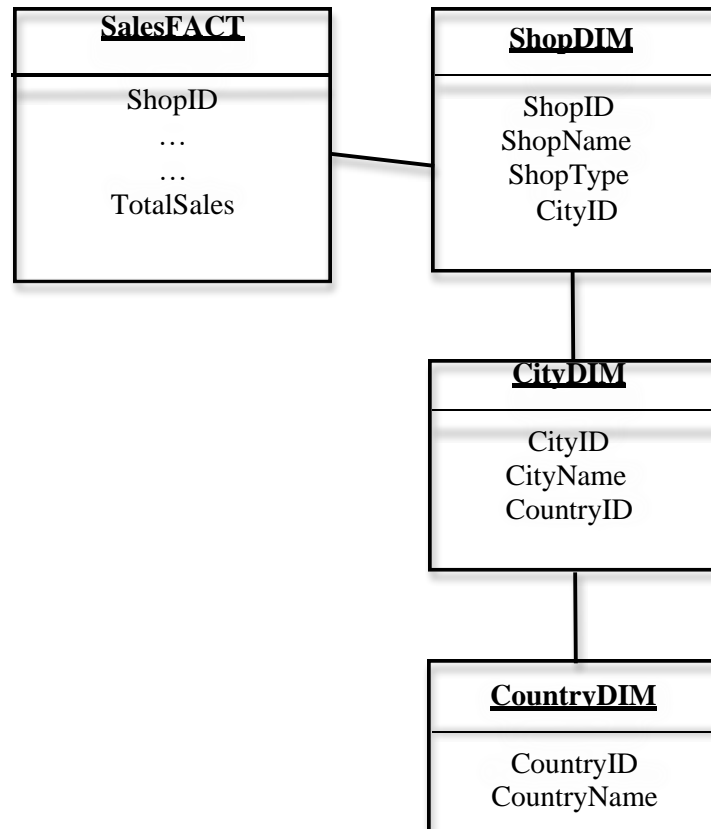 SalesFACT
ShopID
…
…
TotalSales
ShopDIM
ShopID
ShopName
ShopType
CityID
CityDIM
CityID
CityName
CountryID
CountryDIM
CountryID
CountryName